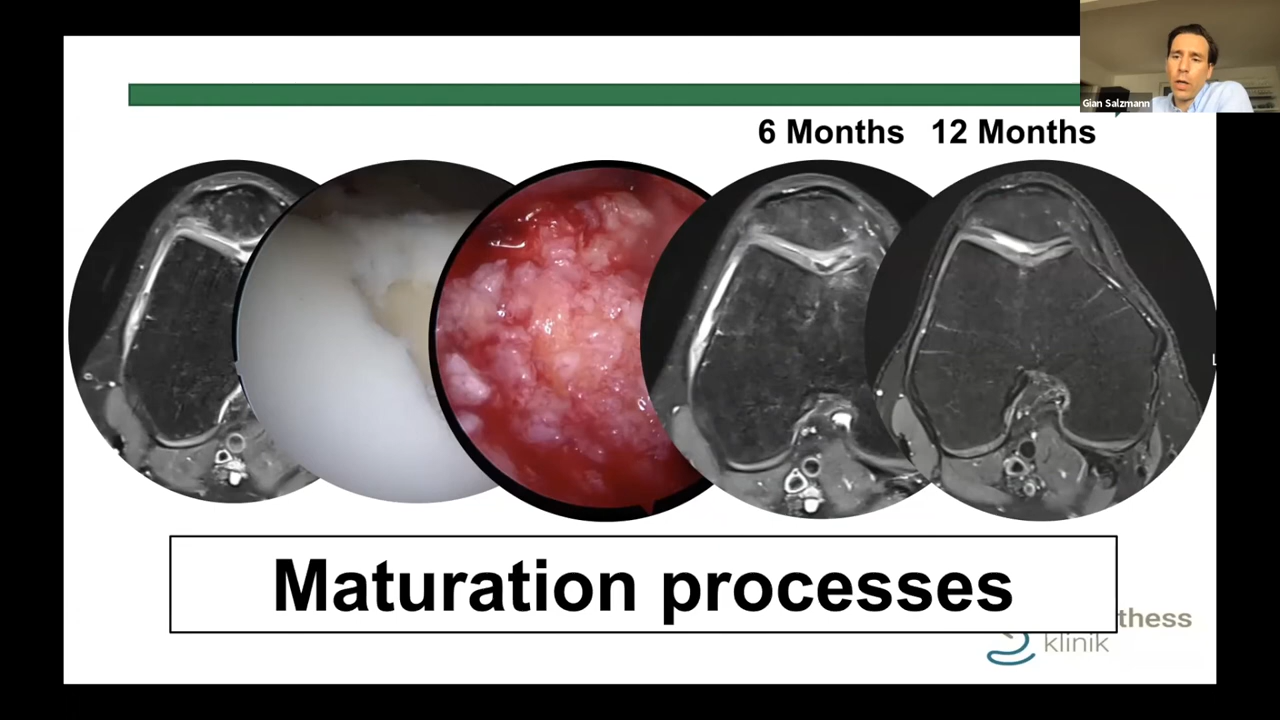 Gian Salzmann
6 Months 12 Months
Maturation processes
thess
klinik